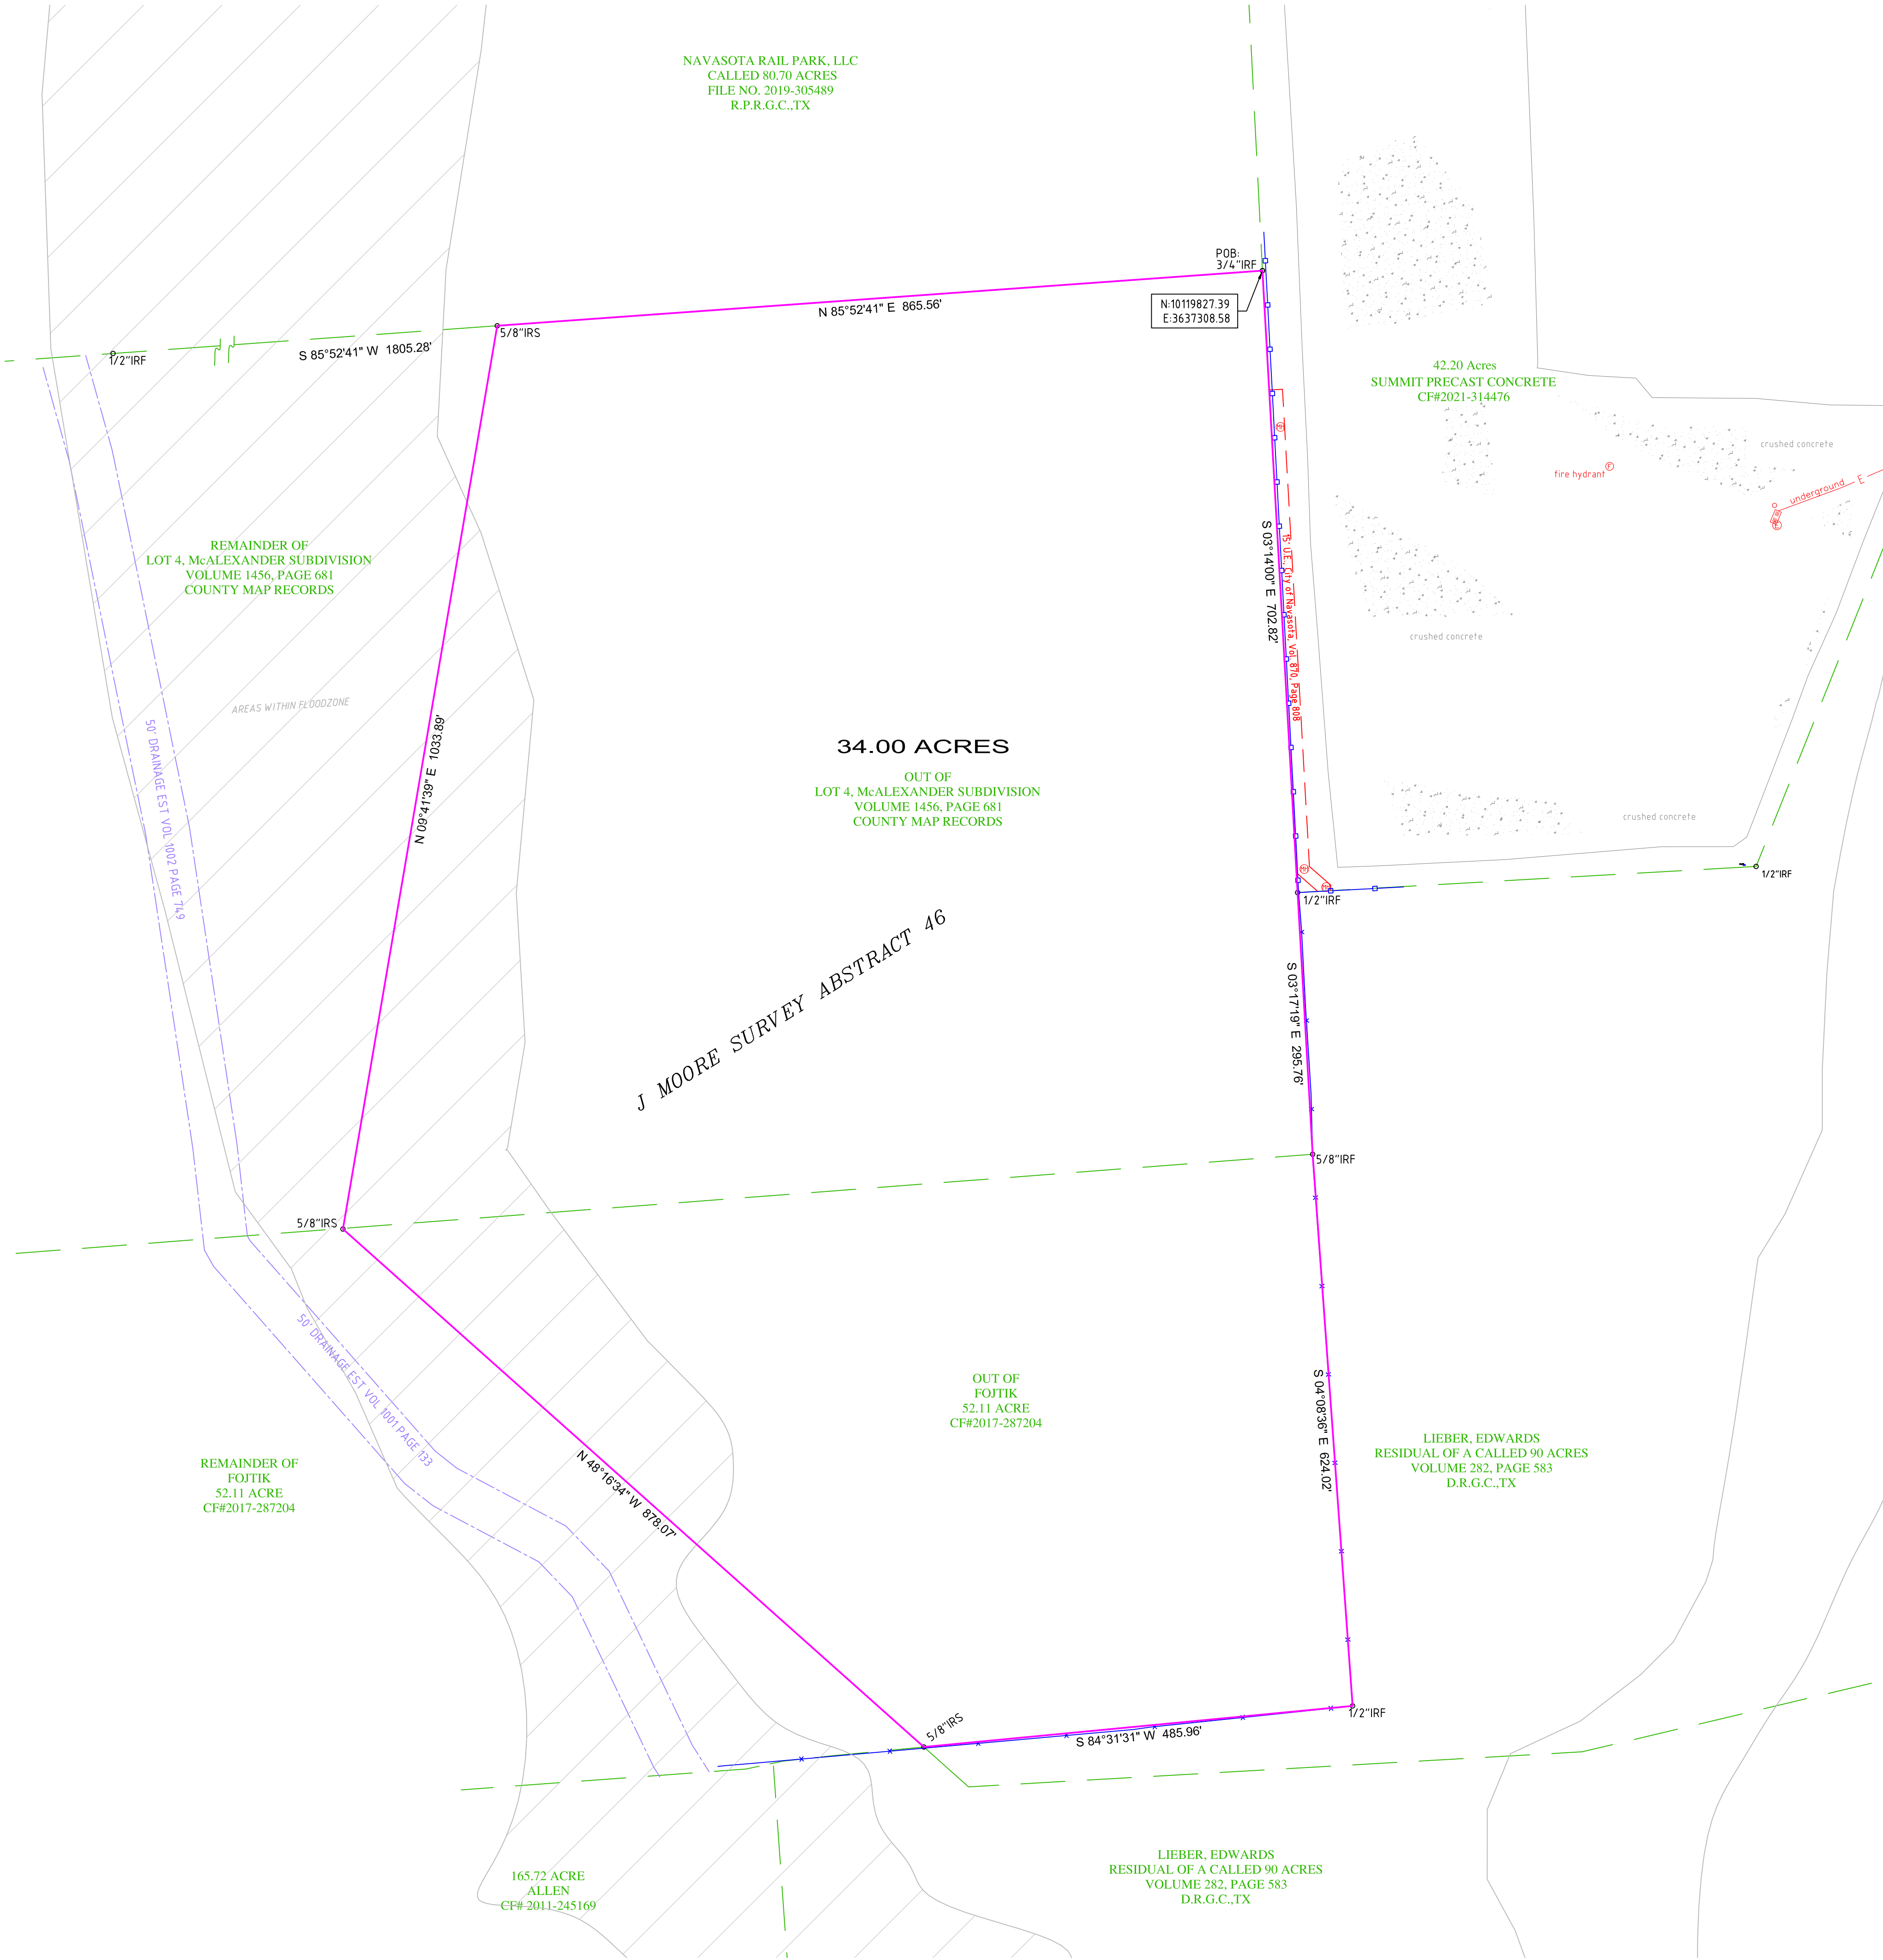 NAVASOTA RAIL PARK, LLC
CALLED 80.70 ACRES
FILE NO. 2019-305489
R.P.R.G.C.,TX
POB:
3/4"IRF
N:10119827.39
E:3637308.58
N 85°52'41" E  865.56'
5/8"IRS
S 85°52'41" W  1805.28'
1/2"IRF
42.20 Acres
SUMMIT PRECAST CONCRETE
CF#2021-314476
crushed concrete
fire hydrant
F
underground
E
REMAINDER OF
LOT 4, McALEXANDER SUBDIVISION
VOLUME 1456, PAGE 681
COUNTY MAP RECORDS
S 03°14'00" E  702.82'
15' U.E., City of Navasota, Vol. 870, Page 808
crushed concrete
AREAS WITHIN FLOODZONE
50' DRAINAGE EST VOL 1002 PAGE 749
N 09°41'39" E  1033.89'
34.00 ACRES
OUT OF
LOT 4, McALEXANDER SUBDIVISION
VOLUME 1456, PAGE 681
COUNTY MAP RECORDS
crushed concrete
1/2"IRF
1/2"IRF
J MOORE SURVEY ABSTRACT 46
S 03°17'19" E  295.76'
5/8"IRF
5/8"IRS
50' DRAINAGE EST VOL 1001 PAGE 133
OUT OF
FOJTIK
52.11 ACRE
CF#2017-287204
S 04°08'36" E  624.02'
LIEBER, EDWARDS
RESIDUAL OF A CALLED 90 ACRES
VOLUME 282, PAGE 583
D.R.G.C.,TX
REMAINDER OF
FOJTIK
52.11 ACRE
CF#2017-287204
N 48°16'34" W  878.07'
5/8"IRS
1/2"IRF
S 84°31'31" W  485.96'
165.72 ACRE
ALLEN
CF# 2011-245169
LIEBER, EDWARDS
RESIDUAL OF A CALLED 90 ACRES
VOLUME 282, PAGE 583
D.R.G.C.,TX